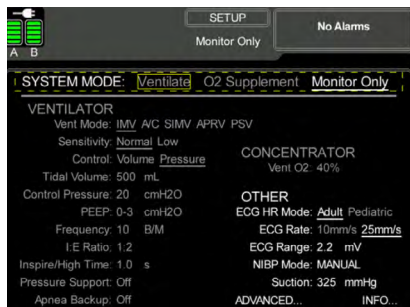 SETUP
Monitor Only
No Alarms
A B
SYSTEM MODE: Ventilate O2 Supplement Monitor Only
VENTILATOR
Vent Mode: IMV A/C SIMV APRV PSV
Sensitivity: Normal Low
Control: Volume Pressure
Tidal Volume: 500 mL
Control Pressure: 20 cmH2O
PEEP: 0-3 cmH2O
Frequency: 10 B/M
I:E Ratio: 1:2
Inspire/High Time: 1.0 s
Pressure Support: Off
Apnea Backup: Off
CONCENTRATOR
Vent O2: 40%
OTHER
ECG HR Mode: Adult Pediatric
ECG Rate: 10mm/s 25mm/s
ECG Range: 2.2 mV
NIBP Mode: MANUAL
Suction: 325 mmHg
ADVANCED... INFO...